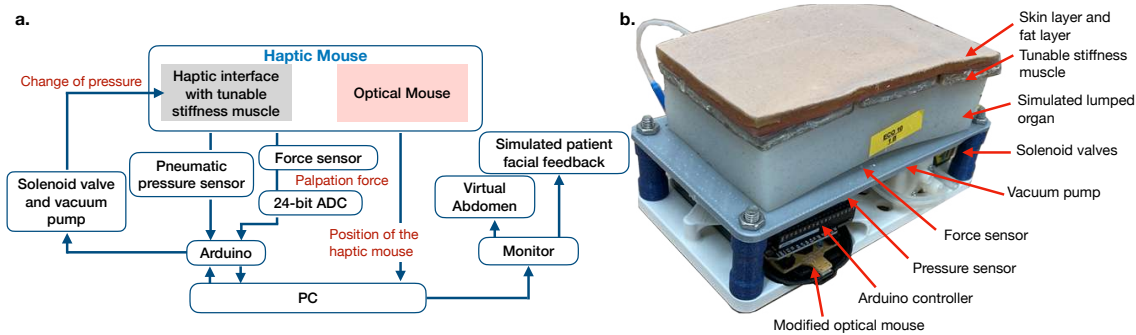 a.
Haptic Mouse
Change of pressure
Haptic interface
with tunable
stiffness muscle
Optical Mouse
Pneumatic
pressure sensor
Force sensor
Palpation force
24-bit ADC
Solenoid valve
and vacuum
pump
Simulated patient
facial feedback
Virtual
Abdomen
Position of the
haptic mouse
Arduino
Monitor
PC
b.
Skin layer and
fat layer
Tunable stiffness
muscle
Simulated lumped
organ
Solenoid valves
Vacuum pump
Force sensor
Pressure sensor
Arduino controller
Modified optical mouse